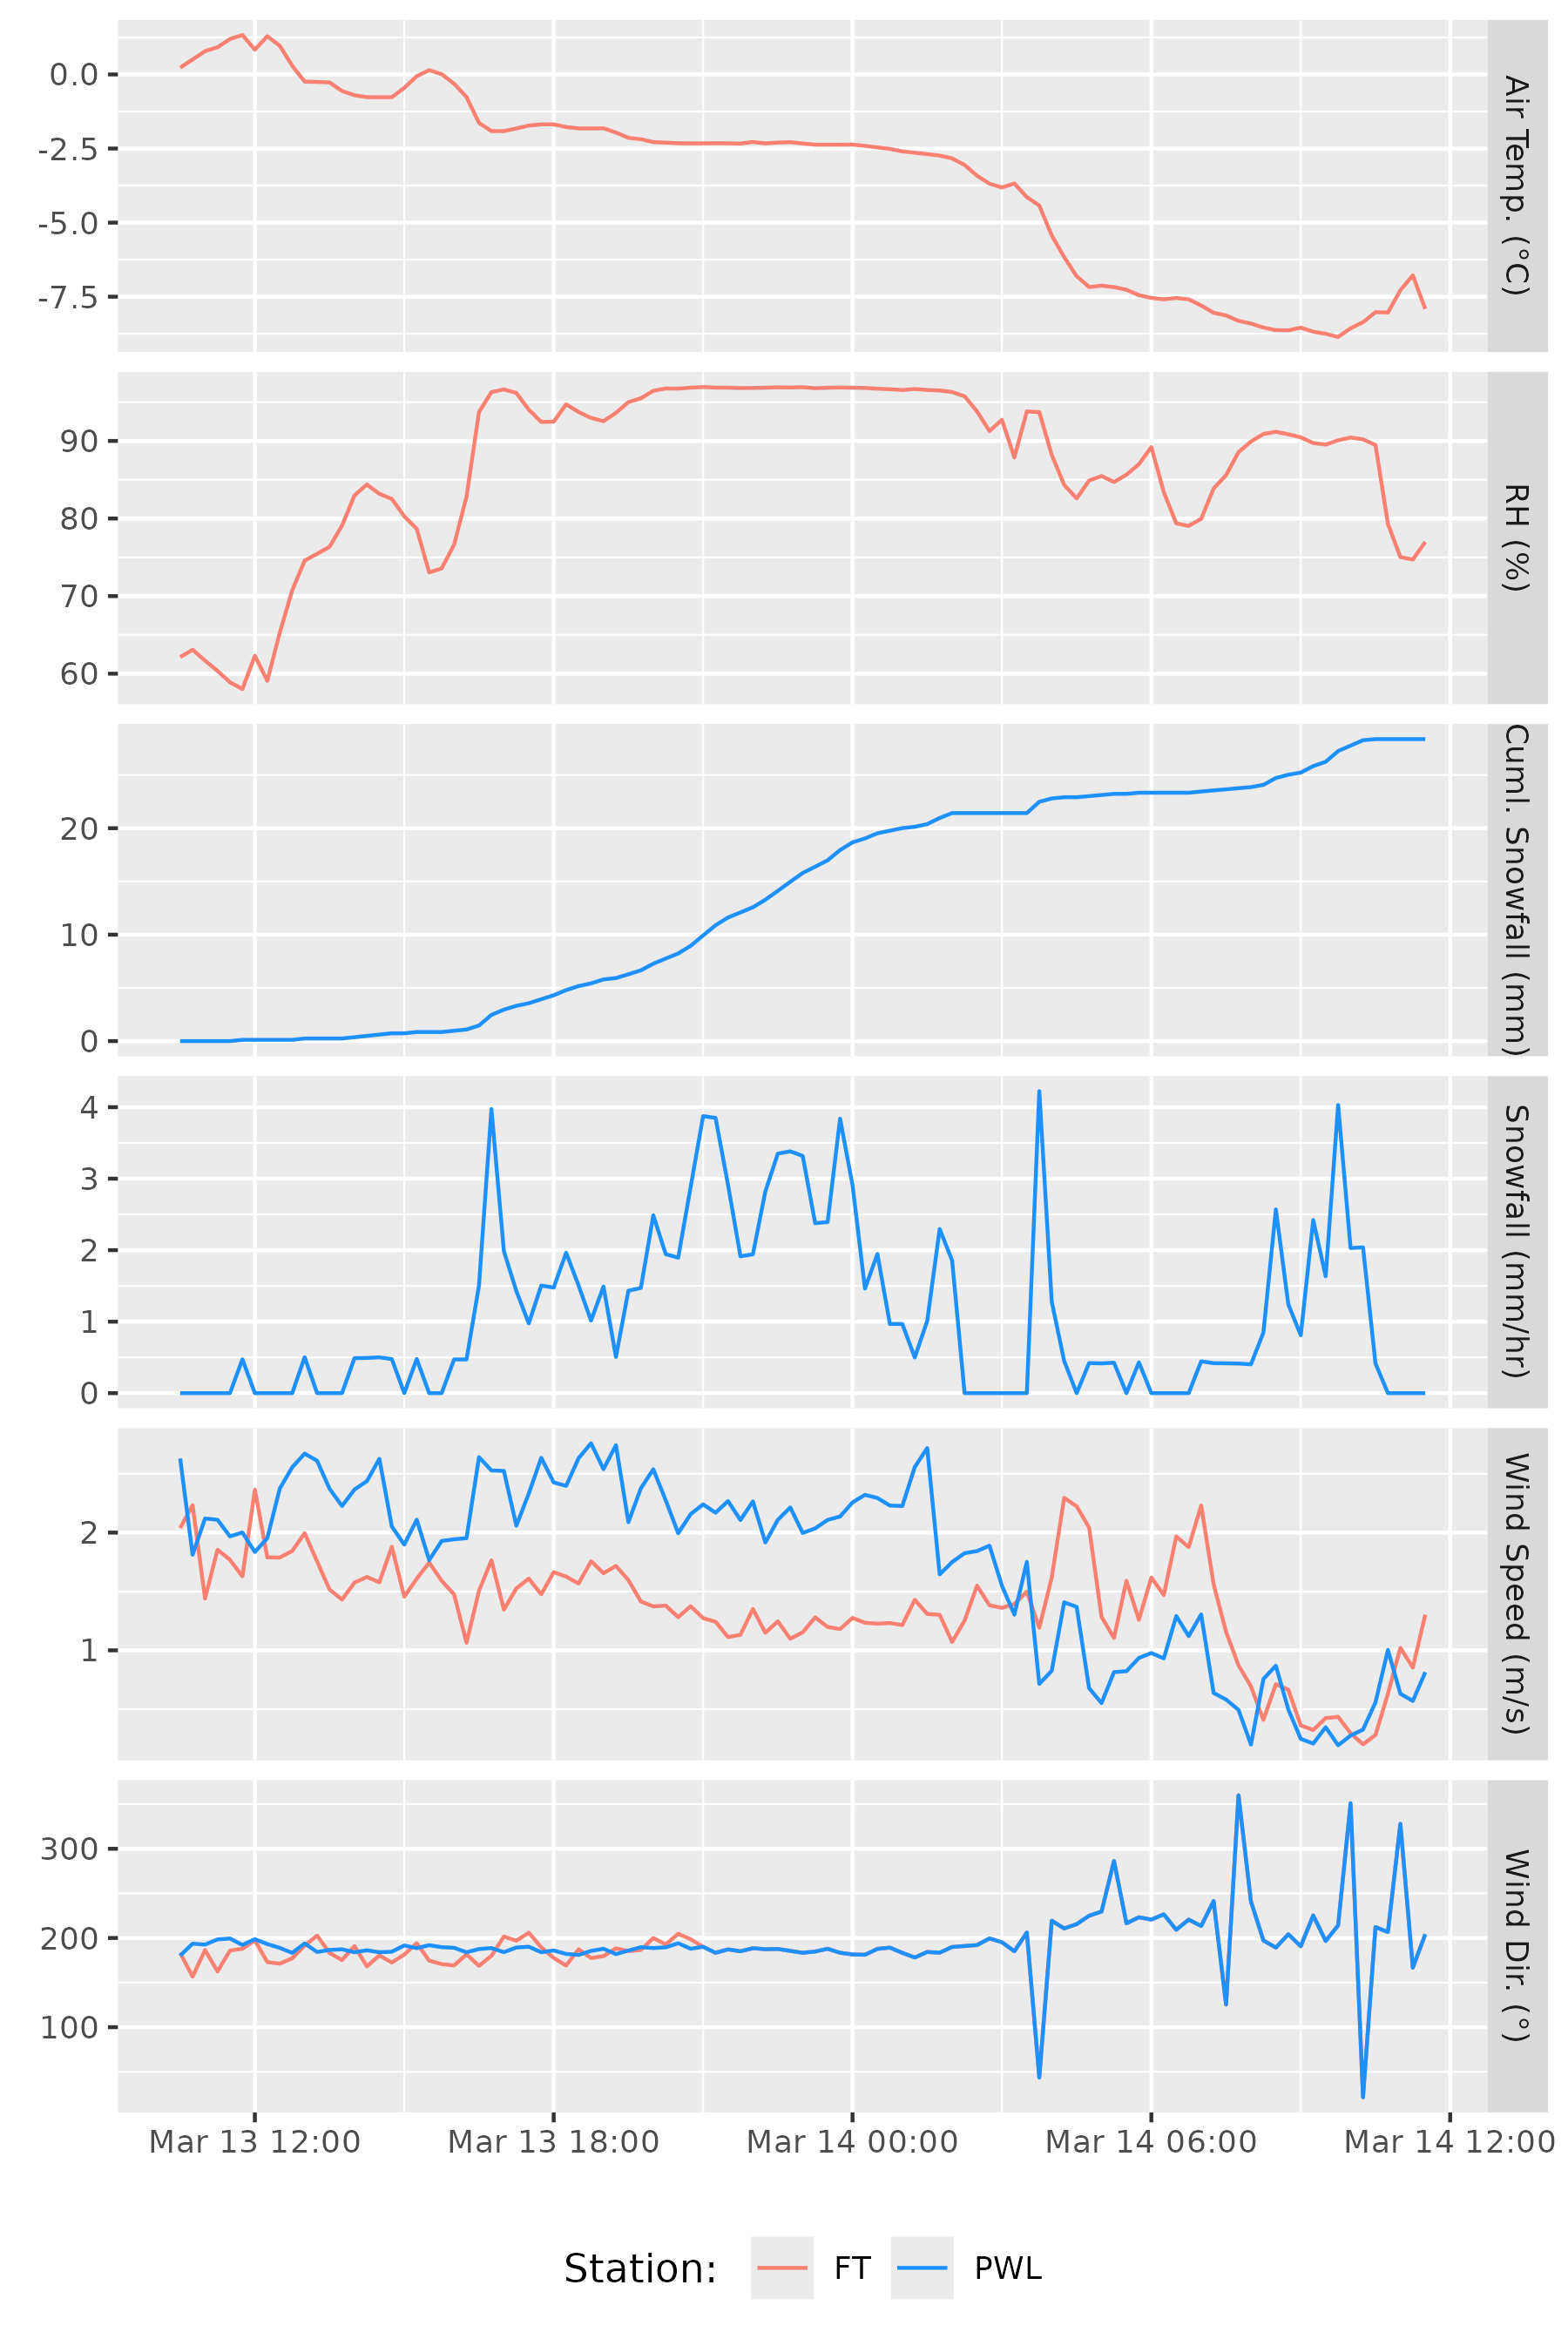 0.0
-2.5
-5.0
-7.5
Air Temp. (°C)
90
80
70
60
RH (%)
20
10
0
Cuml. Snowfall (mm)
4
3
2
1
0
Snowfall (mm/hr)
2
1
Wind Speed (m/s)
300
200
100
Wind Dir. (°)
Mar 13 12:00 Mar 13 18:00 Mar 14 00:00 Mar 14 06:00 Mar 14 12:00
Station: FT PWL